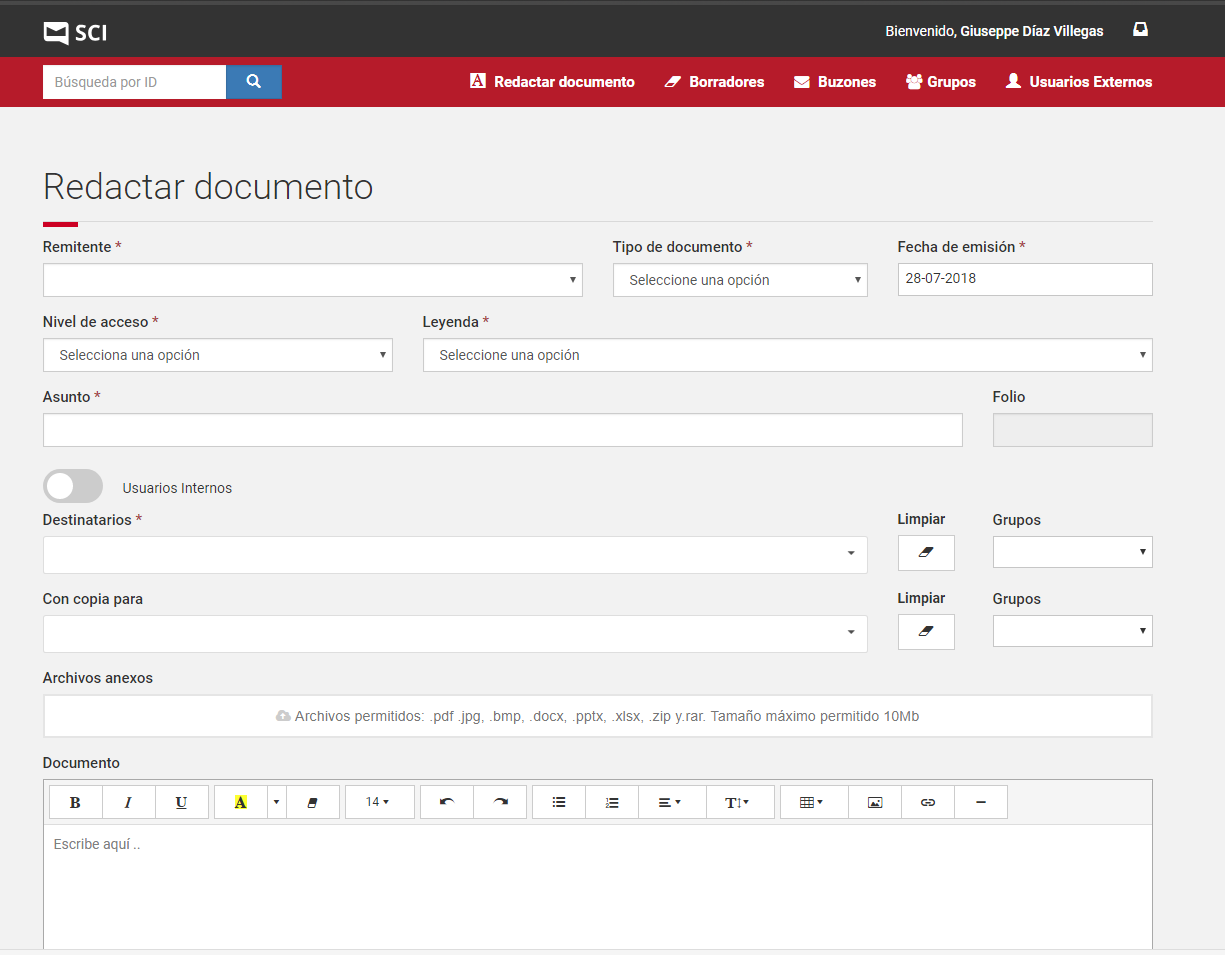 SCI
Bienvenido, Giuseppe Díaz Villegas
Búsqueda por ID
Redactar documento Borradores Buzones Grupos Usuarios Externos
Redactar documento
Remitente * Tipo de documento * Fecha de emisión *
Seleccione una opción 28-07-2018
Nivel de acceso * Leyenda *
Selecciona una opción Seleccione una opción
Asunto * Folio
Usuarios Internos
Destinatarios * Limpiar Grupos
Con copia para Limpiar Grupos
Archivos anexos
Archivos permitidos: .pdf .jpg, .bmp, .docx, .pptx, .xlsx, .zip y.rar. Tamaño máximo permitido 10Mb
Documento
B I U A 14 T
Escribe aquí ..